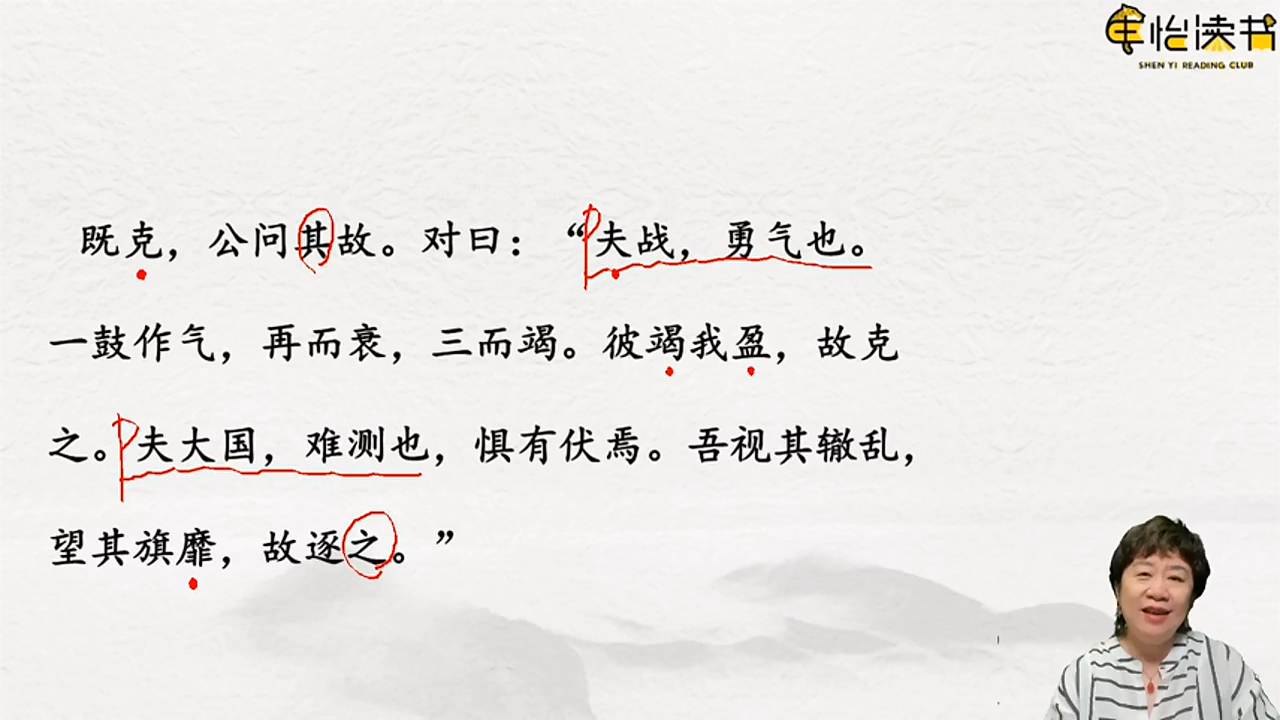 申怡读书
SHEN YI READING CLUB
既克，公问其故。对曰：“夫战，勇气也。
一鼓作气，再而衰，三而竭。彼竭我盈，故克
之。夫大国，难测也，惧有伏焉。吾视其辙乱，
望其旗靡，故逐之。”